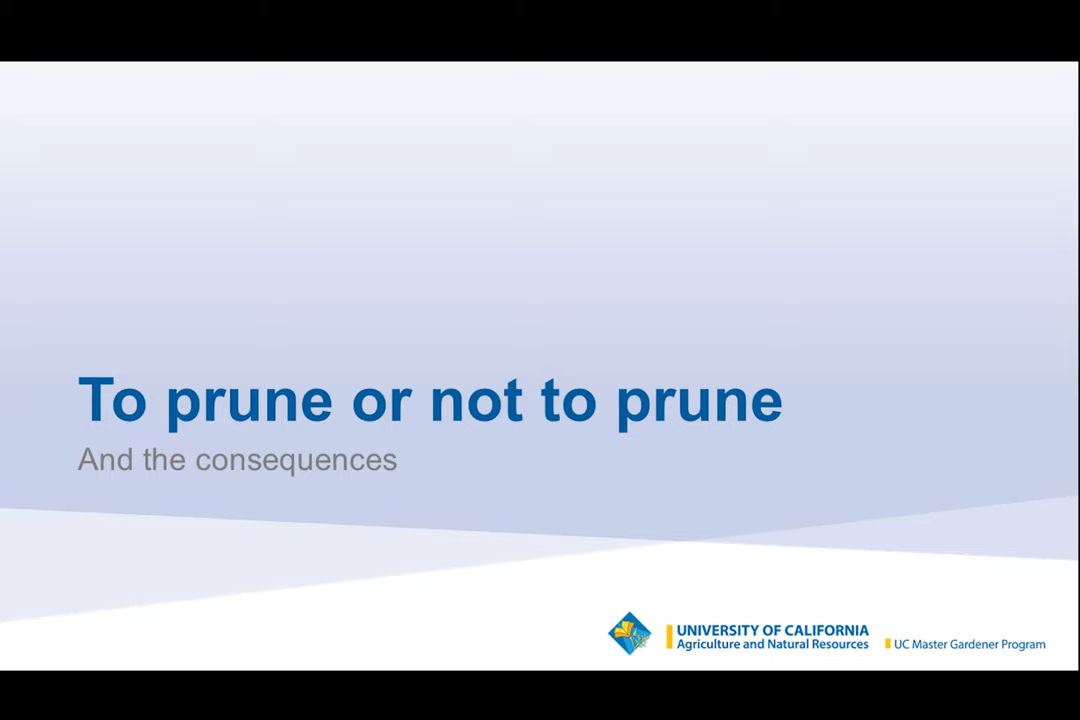 To prune or not to prune
And the consequences
UNIVERSITY OF CALIFORNIA
Agriculture and Natural Resources
UC Master Gardener Program